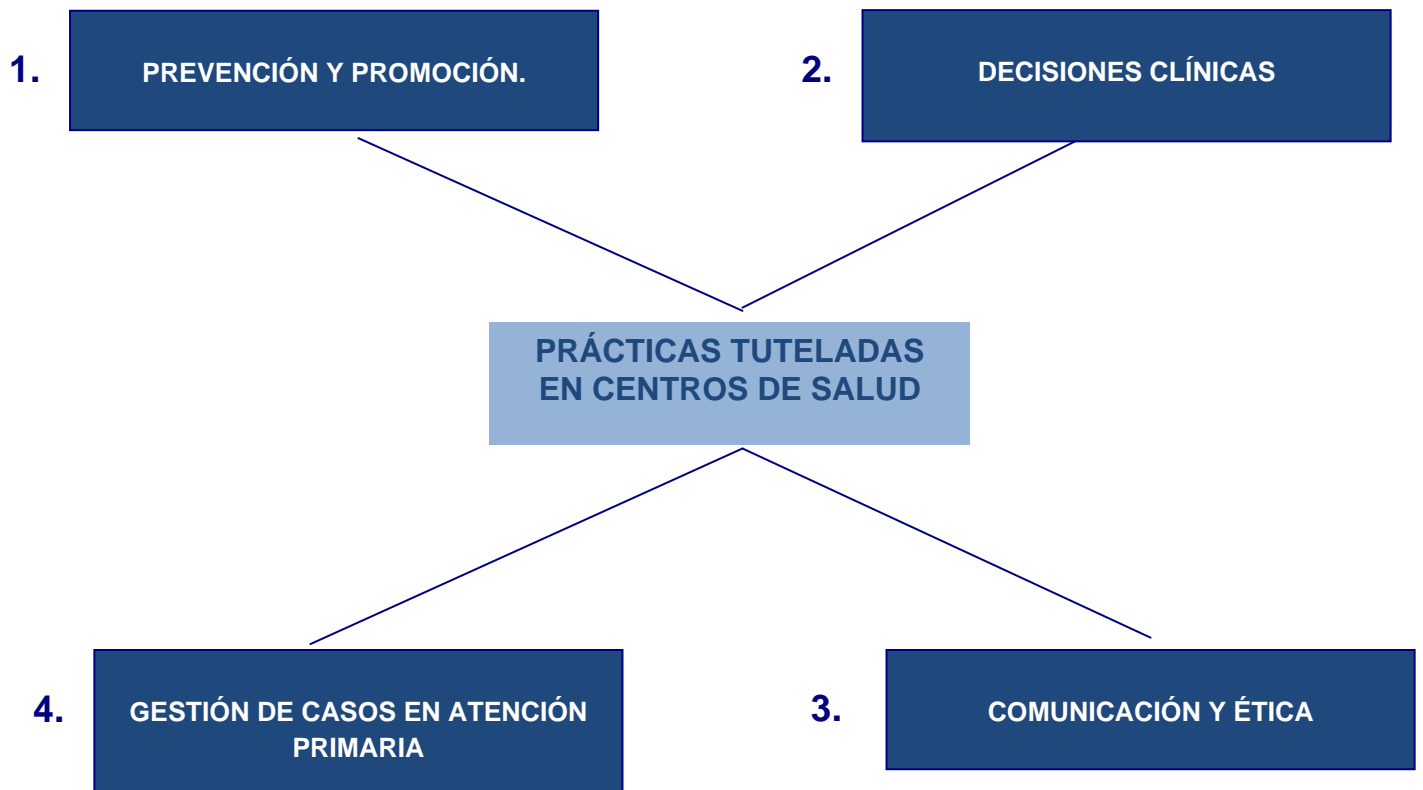 1. PREVENCIÓN Y PROMOCIÓN.
2. DECISIONES CLÍNICAS
PRÁCTICAS TUTELADAS
EN CENTROS DE SALUD
4. GESTIÓN DE CASOS EN ATENCIÓN
PRIMARIA
3. COMUNICACIÓN Y ÉTICA